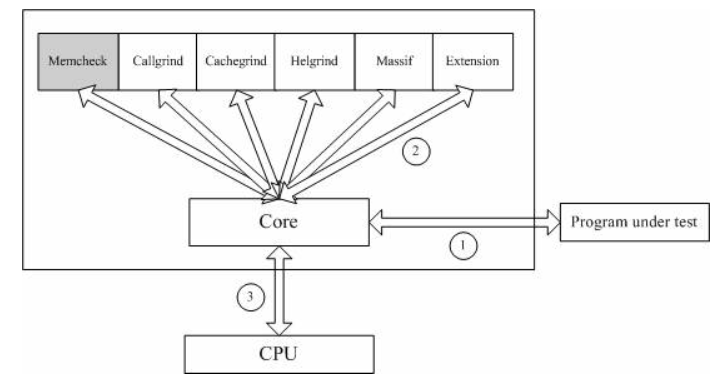 Memcheck
Callgrind
Cachegrind
Helgrind
Massif
Extension
2
Core
Program under test
1
3
CPU